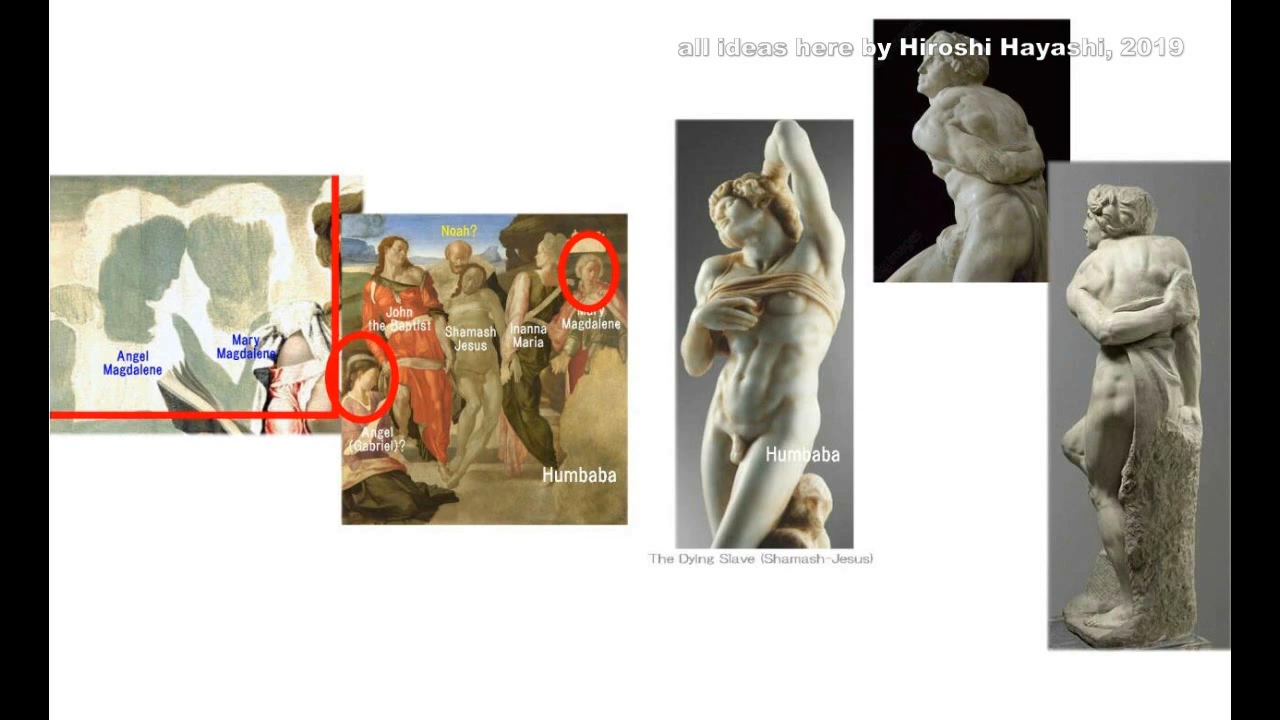 all ideas here by Hiroshi Hayashi, 2019
Angel
Magdalene
Mary
Magdalene
Noah?
John
the Baptist
Shamash
Jesus
Inanna
Maria
Mary
Magdalene
Angel
(Gabriel)?
Humbaba
Humbaba
The Dying Slave (Shamash-Jesus)